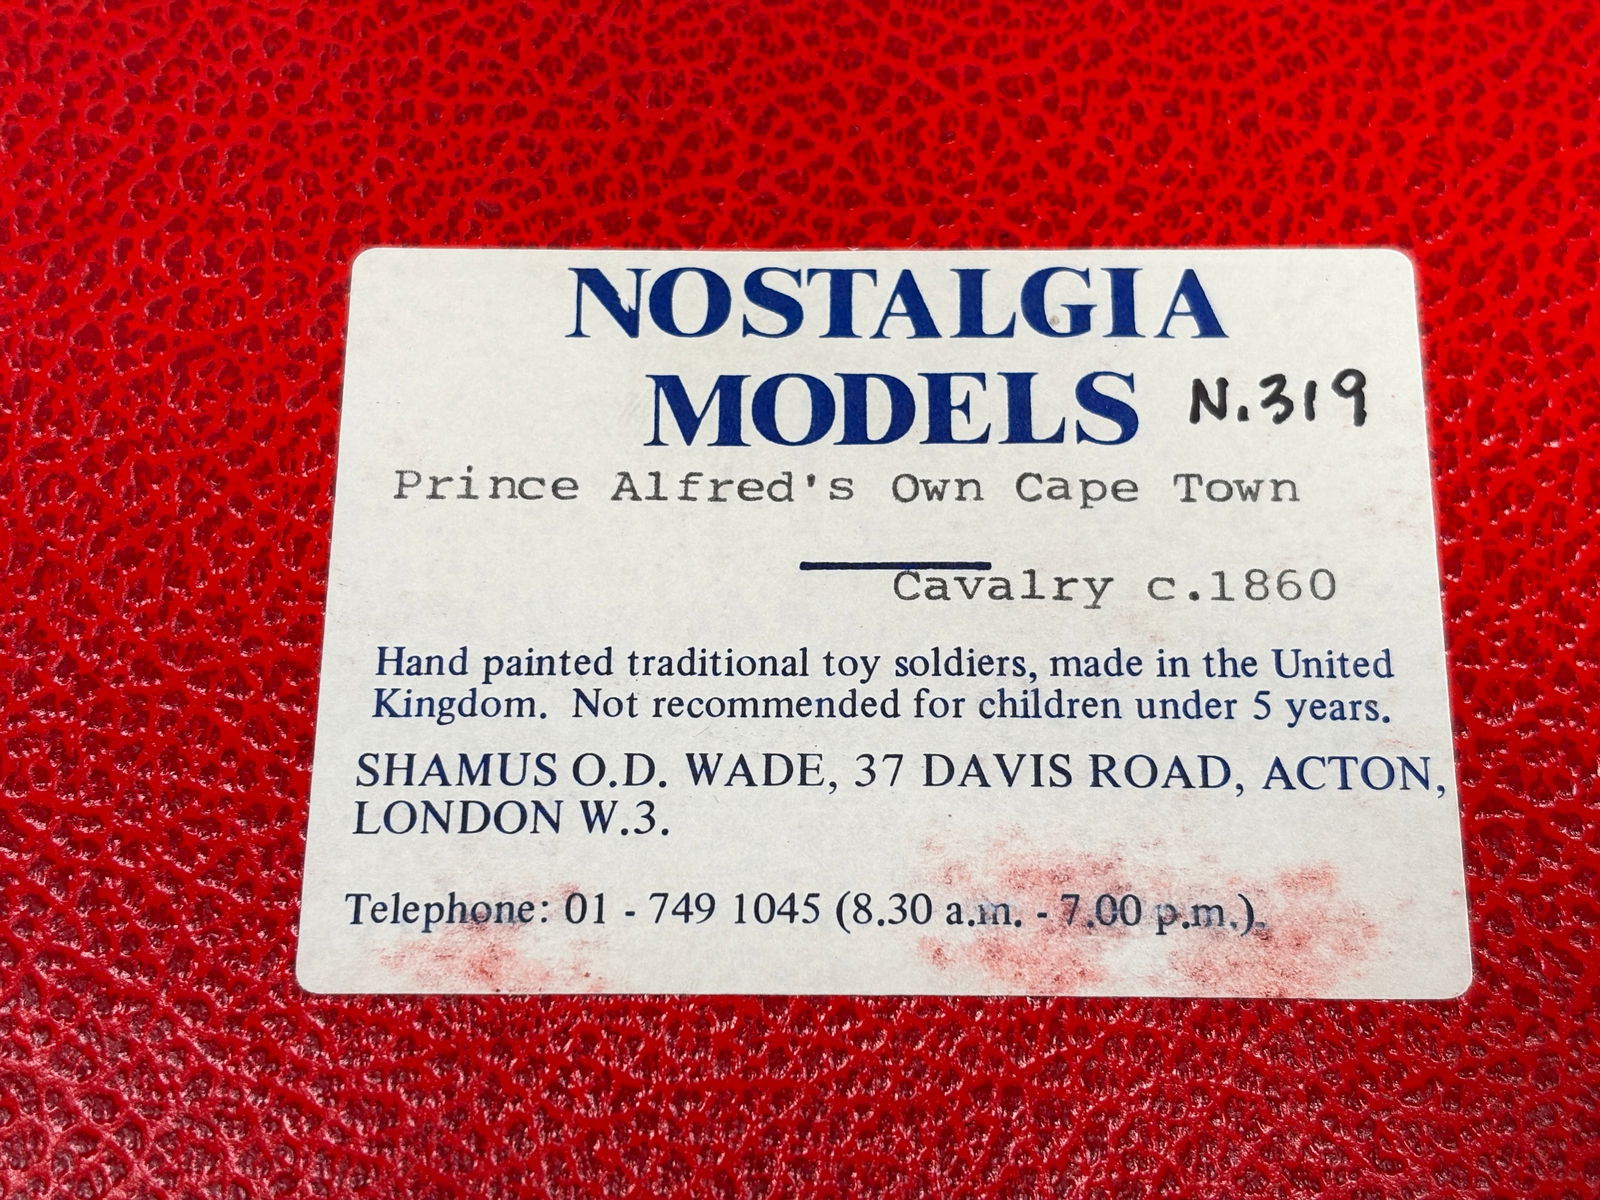 NOSTALGIA
MODELS N.319
Prince Alfred's Own Cape Town
Cavalry c.1860
Hand painted traditional toy soldiers, made in the United
Kingdom. Not recommended for children under 5 years.
SHAMUS O.D. WADE, 37 DAVIS ROAD, ACTON,
LONDON W.3.
Telephone: 01 - 749 1045 (8.30 a.m. - 7.00 p.m.).